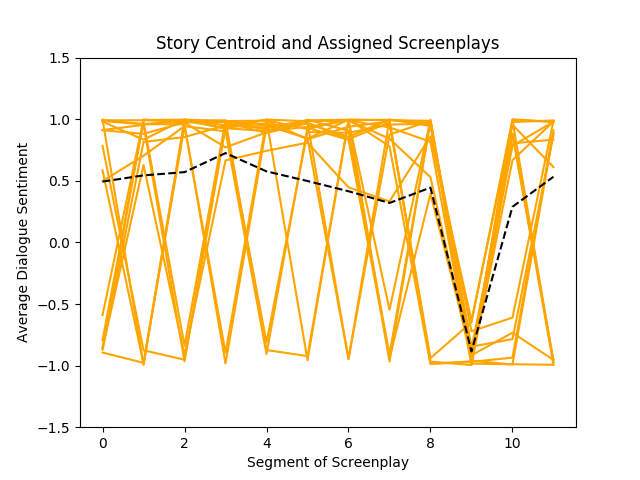 Story Centroid and Assigned Screenplays
1.5
1.0
0.5
0.0
−0.5
−1.0
−1.5
Average Dialogue Sentiment
0 2 4 6 8 10
Segment of Screenplay